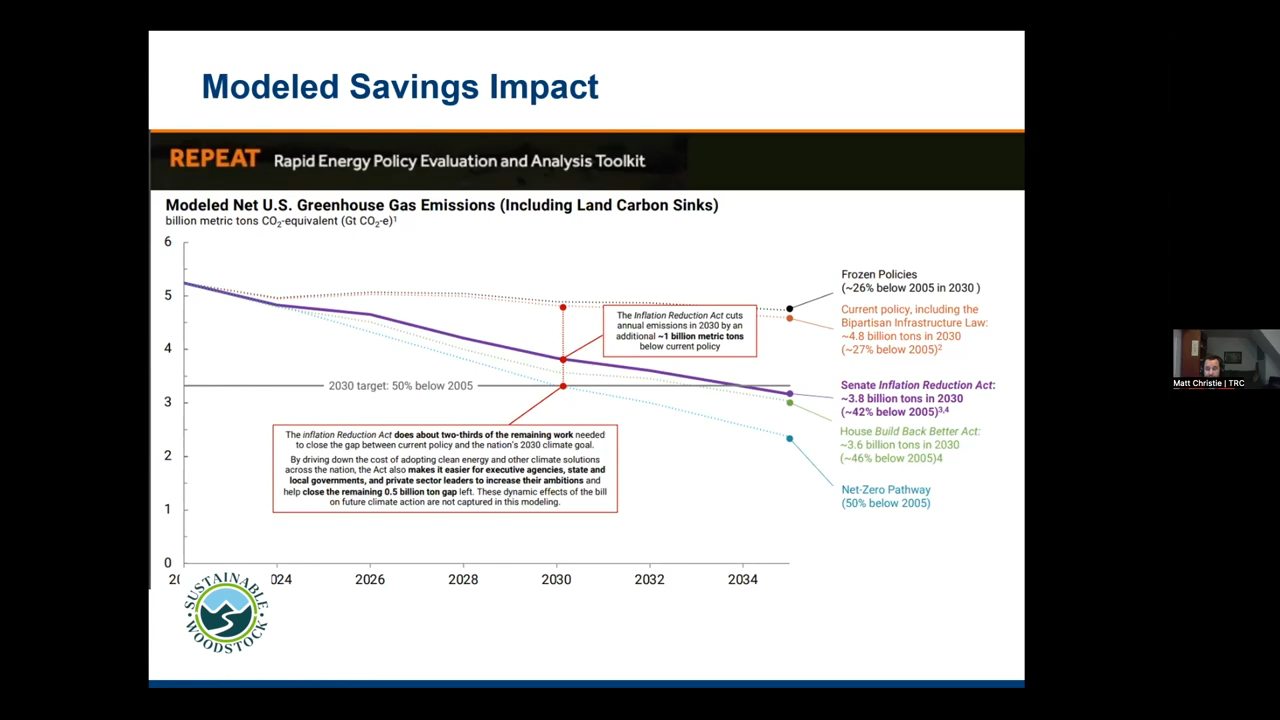 Modeled Savings Impact
REPEAT Rapid Energy Policy Evaluation and Analysis Toolkit
Modeled Net U.S. Greenhouse Gas Emissions (Including Land Carbon Sinks)
billion metric tons CO2-equivalent (Gt CO2-e)1
6
5
4
3
2
1
0
20
024
2026
2028
2030
2032
2034
2030 target: 50% below 2005
The Inflation Reduction Act cuts
annual emissions in 2030 by an
additional ~1 billion metric tons
below current policy
The inflation Reduction Act does about two-thirds of the remaining work needed
to close the gap between current policy and the nation's 2030 climate goal.
By driving down the cost of adopting clean energy and other climate solutions
across the nation, the Act also makes it easier for executive agencies, state and
local governments, and private sector leaders to increase their ambitions and
help close the remaining 0.5 billion ton gap left. These dynamic effects of the bill
on future climate action are not captured in this modeling.
Frozen Policies
(~26% below 2005 in 2030 )
Current policy, including the
Bipartisan Infrastructure Law:
~4.8 billion tons in 2030
(~27% below 2005)2
Senate Inflation Reduction Act:
~3.8 billion tons in 2030
(~42% below 2005)3,4
House Build Back Better Act:
~3.6 billion tons in 2030
(~46% below 2005)4
Net-Zero Pathway
(50% below 2005)
SUSTAINABLE
WOODSTOCK
Matt Christie | TRC